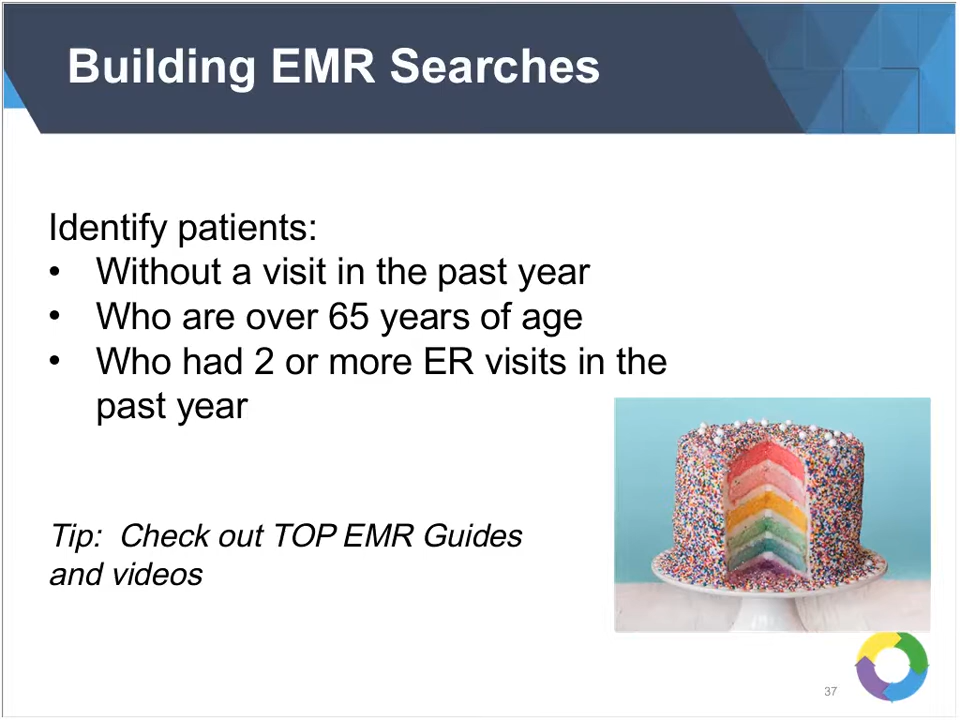 Building EMR Searches
Identify patients:
• Without a visit in the past year
• Who are over 65 years of age
• Who had 2 or more ER visits in the
past year
Tip:  Check out TOP EMR Guides
and videos
37